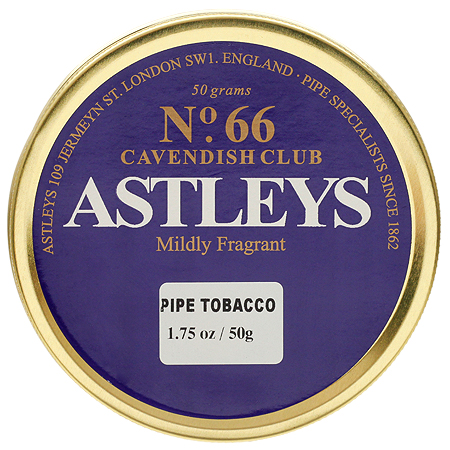 ASTLEYS 109 JERMEYN ST. LONDON SW1. ENGLAND · PIPE SPECIALISTS SINCE 1862
50 grams
No. 66
CAVENDISH CLUB
ASTLEYS
Mildly Fragrant
PIPE TOBACCO
1.75 oz / 50g